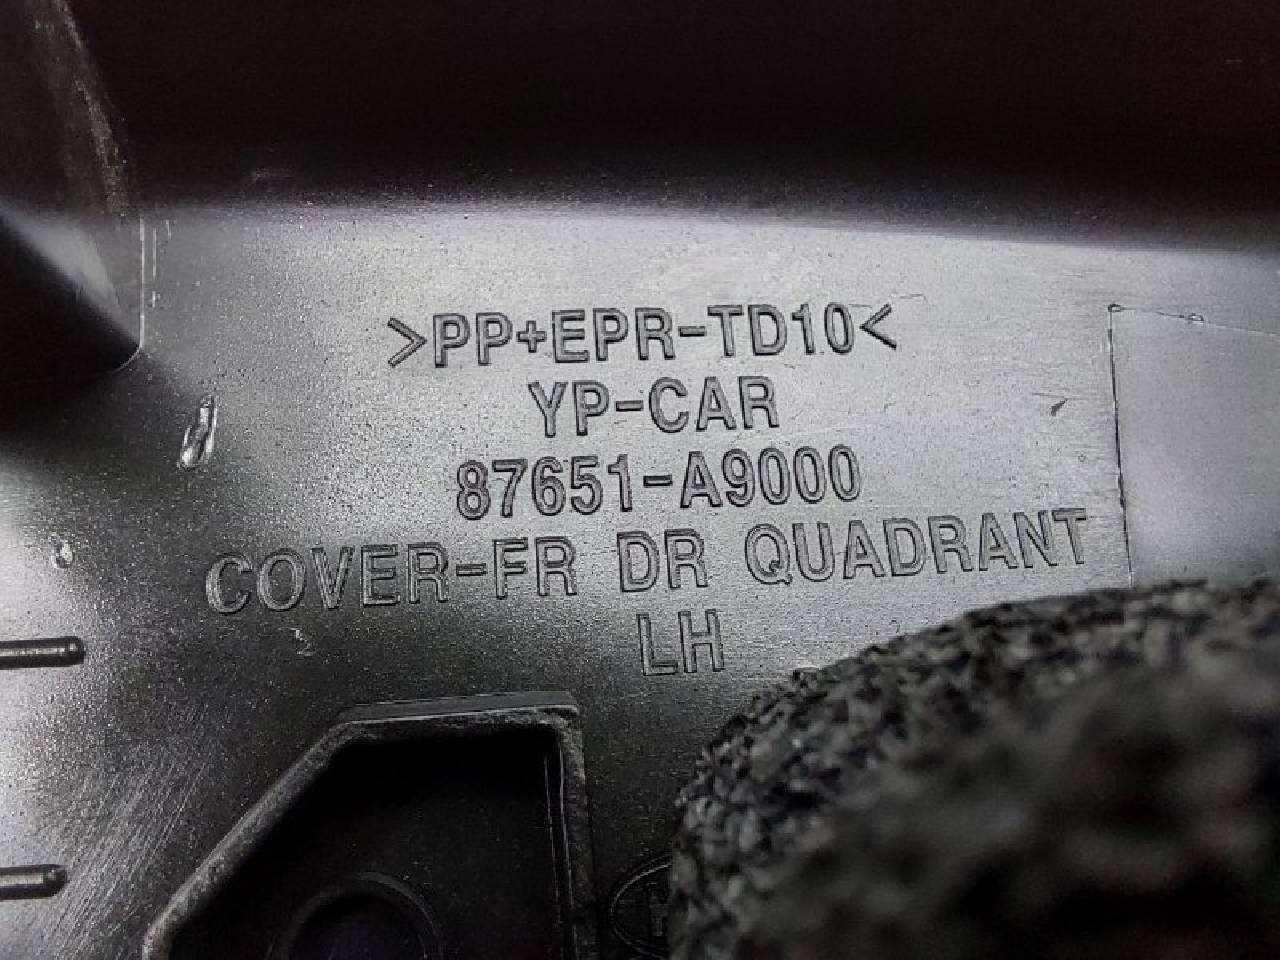 >PP+EPR-TD10<
YP-CAR
87651-A9000
COVER-FR DR QUADRANT
LH